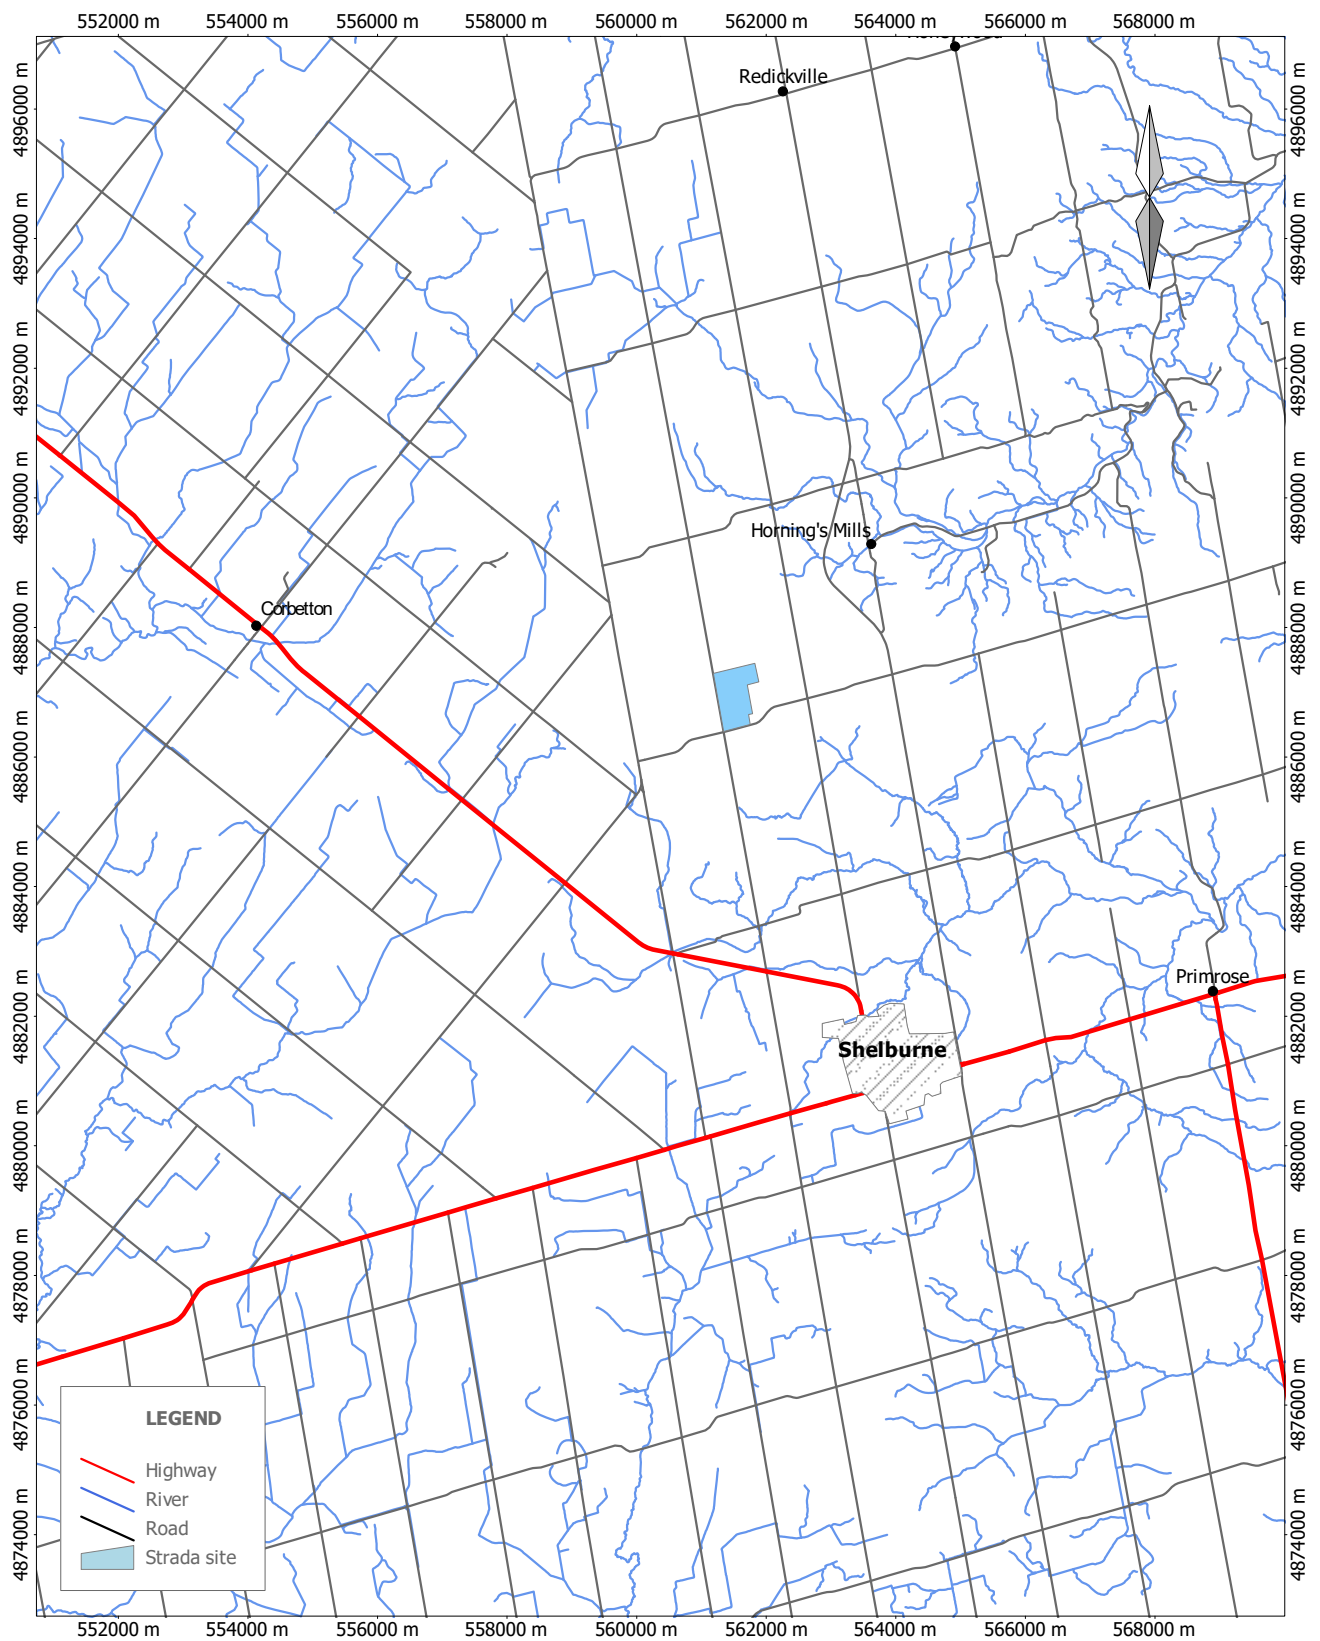 552000 m 554000 m 556000 m 558000 m 560000 m 562000 m 564000 m 566000 m 568000 m
4896000 m
4894000 m
4892000 m
4890000 m
4888000 m
4886000 m
4884000 m
4882000 m
4880000 m
4878000 m
4876000 m
4874000 m
Redickville
Horning's Mills
Corbetton
Primrose
Shelburne
LEGEND
Highway
River
Road
Strada site
4896000 m
4894000 m
4892000 m
4890000 m
4888000 m
4886000 m
4884000 m
4882000 m
4880000 m
4878000 m
4876000 m
4874000 m
552000 m 554000 m 556000 m 558000 m 560000 m 562000 m 564000 m 566000 m 568000 m